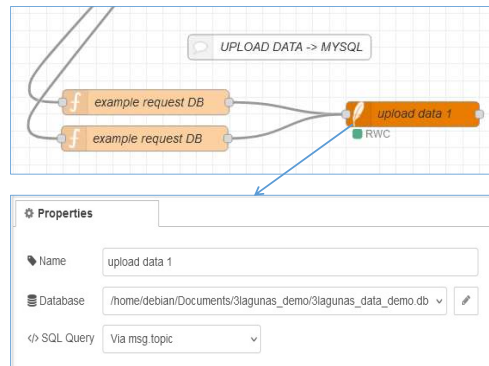 UPLOAD DATA -> MYSQL
example request DB
upload data 1
example request DB
RWC
Properties
Name
upload data 1
Database
/home/debian/Documents/3lagunas_demo/3lagunas_data_demo.db
</> SQL Query
Via msg.topic